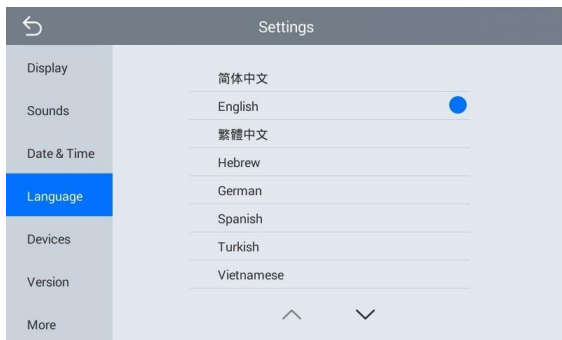 Settings
Display
Sounds
Date & Time
Language
Devices
Version
More
简体中文
English
繁體中文
Hebrew
German
Spanish
Turkish
Vietnamese